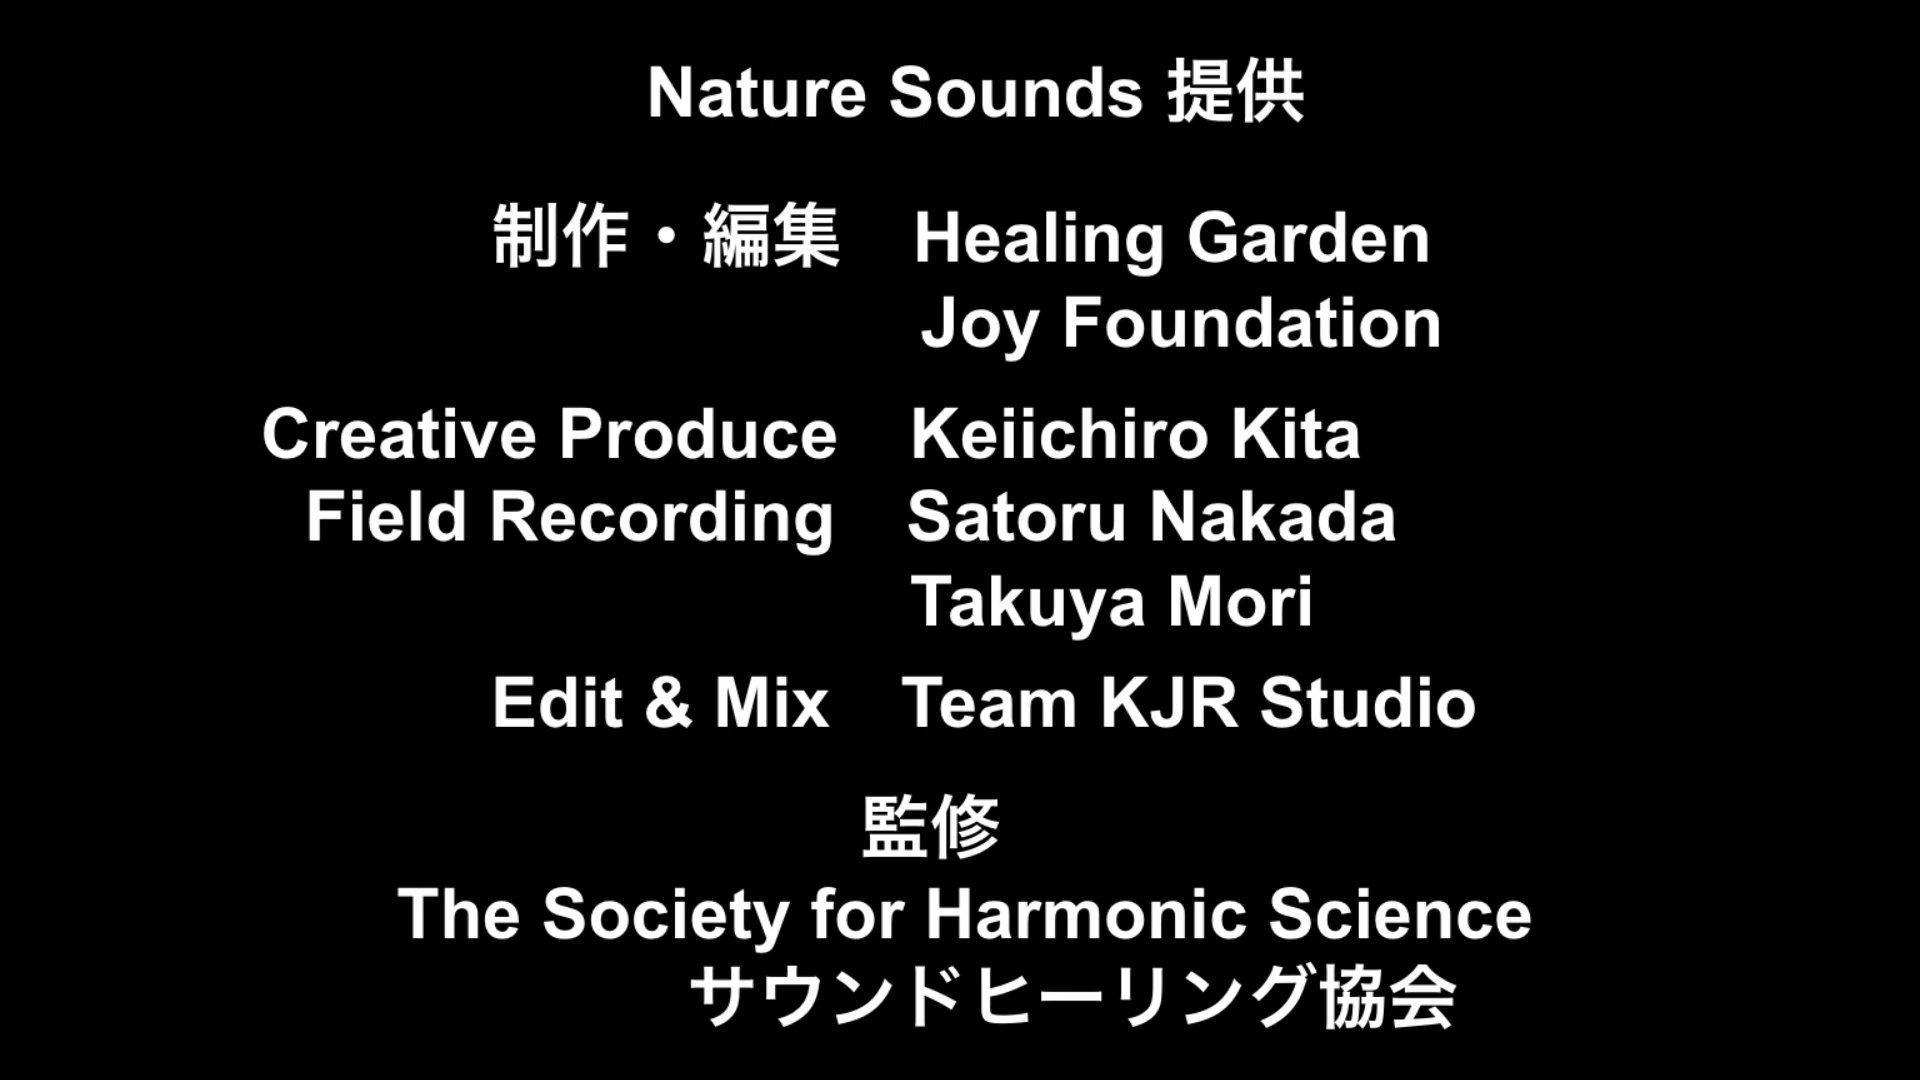 Nature Sounds 提供
制作・編集 Healing Garden
Joy Foundation
Creative Produce Keiichiro Kita
Field Recording Satoru Nakada
Takuya Mori
Edit & Mix Team KJR Studio
監修
The Society for Harmonic Science
サウンドヒーリング協会